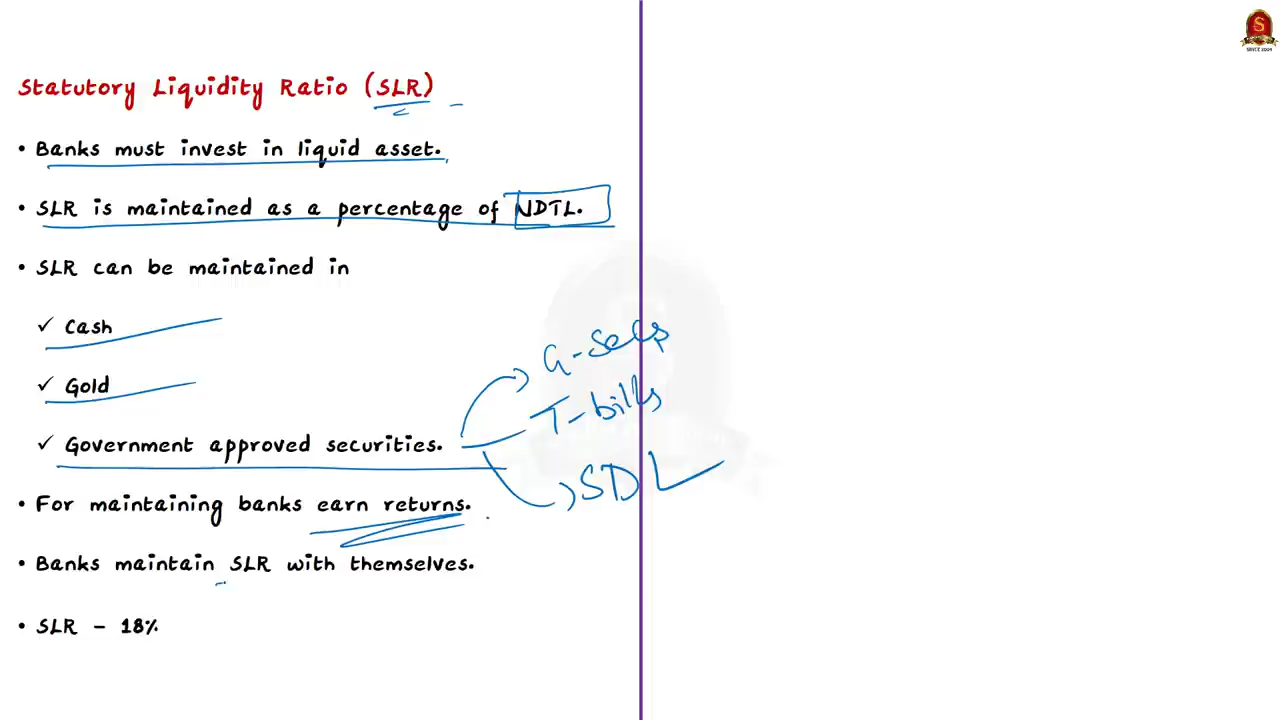 Statutory Liquidity Ratio (SLR)
• Banks must invest in liquid asset.
• SLR is maintained as a percentage of NDTL.
• SLR can be maintained in
✓ Cash
✓ Gold
✓ Government approved securities.
G-secs
T-bills
SDL
• For maintaining banks earn returns.
• Banks maintain SLR with themselves.
• SLR - 18%
S
SINCE 2004